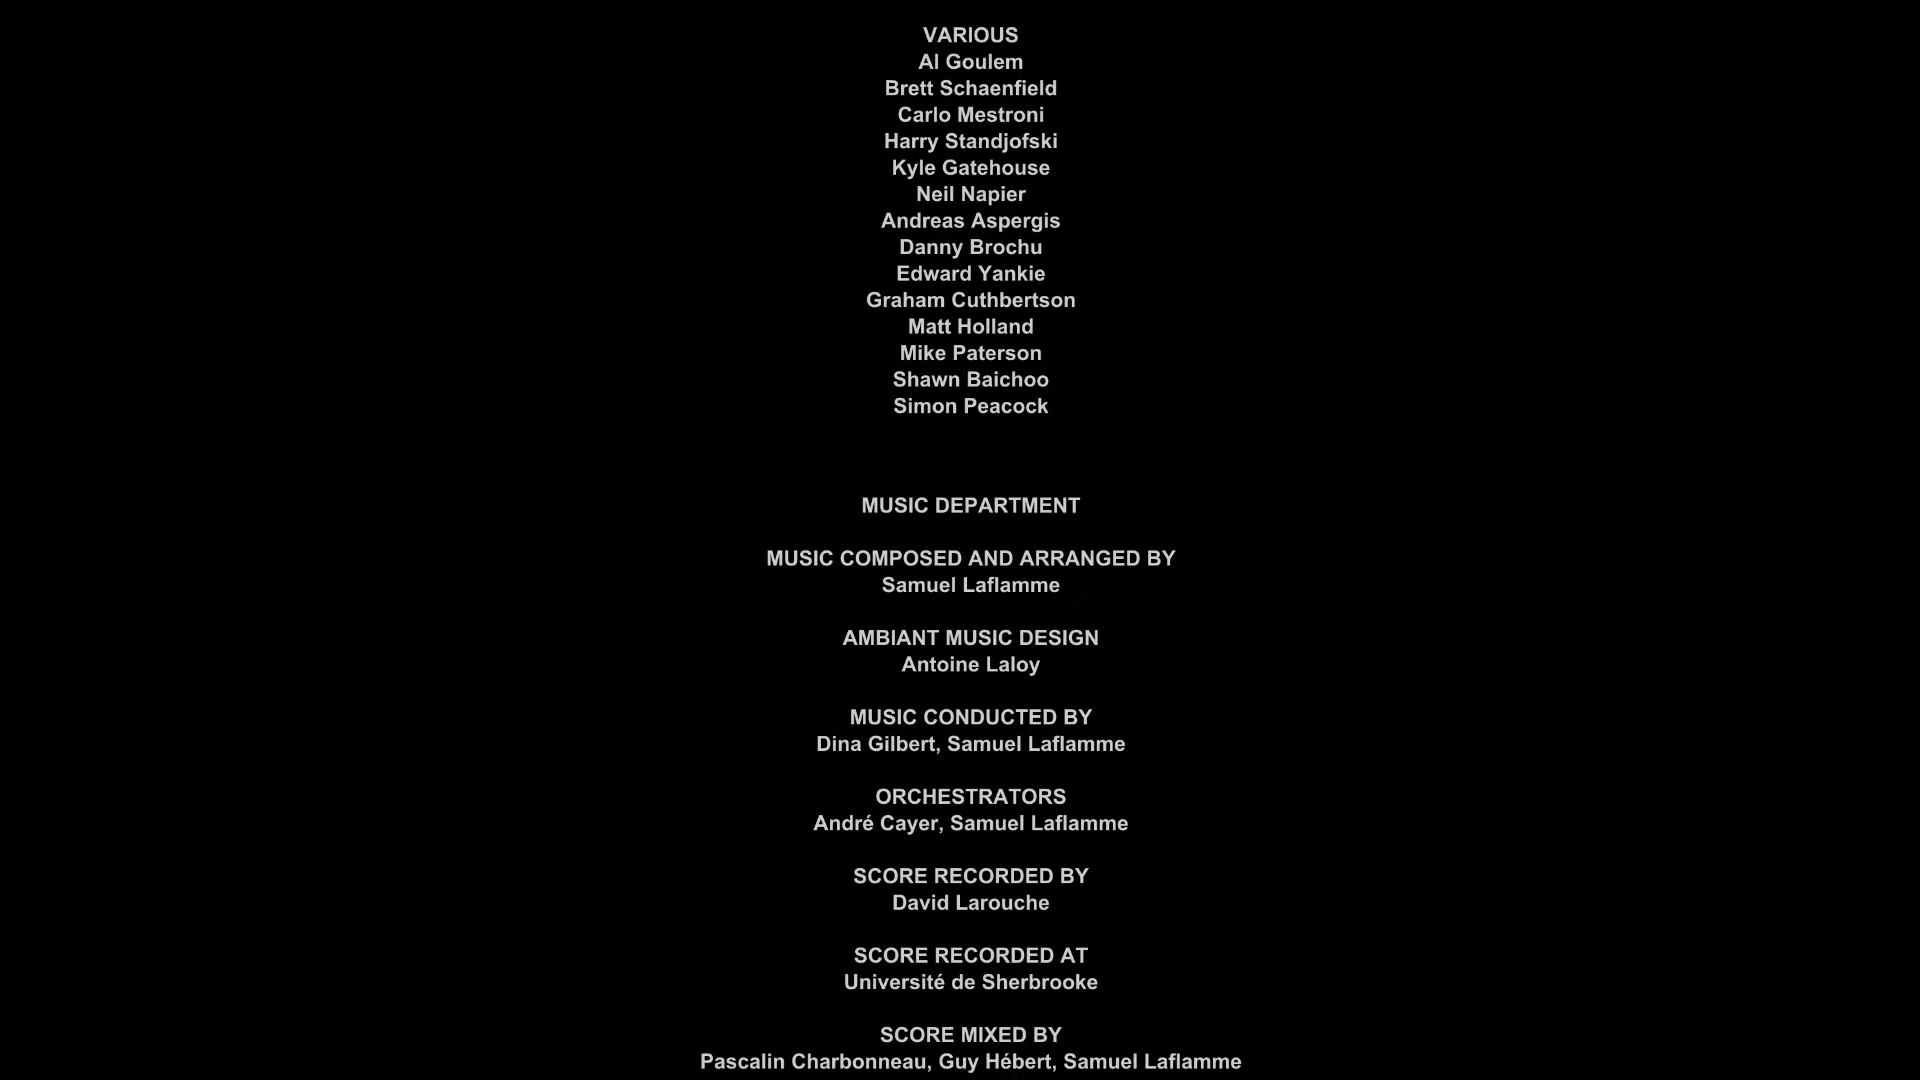 VARIOUS
Al Goulem
Brett Schaenfield
Carlo Mestroni
Harry Standjofski
Kyle Gatehouse
Neil Napier
Andreas Aspergis
Danny Brochu
Edward Yankie
Graham Cuthbertson
Matt Holland
Mike Paterson
Shawn Baichoo
Simon Peacock
MUSIC DEPARTMENT
MUSIC COMPOSED AND ARRANGED BY
Samuel Laflamme
AMBIANT MUSIC DESIGN
Antoine Laloy
MUSIC CONDUCTED BY
Dina Gilbert, Samuel Laflamme
ORCHESTRATORS
André Cayer, Samuel Laflamme
SCORE RECORDED BY
David Larouche
SCORE RECORDED AT
Université de Sherbrooke
SCORE MIXED BY
Pascalin Charbonneau, Guy Hébert, Samuel Laflamme